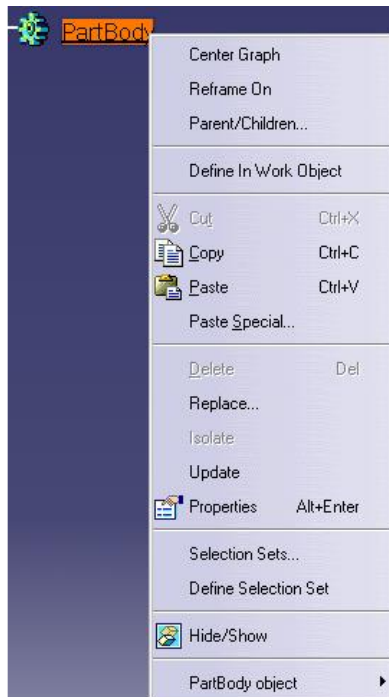 PartBody
Center Graph
Reframe On
Parent/Children...
Define In Work Object
Cut Ctrl+X
Copy Ctrl+C
Paste Ctrl+V
Paste Special...
Delete Del
Replace...
Isolate
Update
Properties Alt+Enter
Selection Sets...
Define Selection Set
Hide/Show
PartBody object